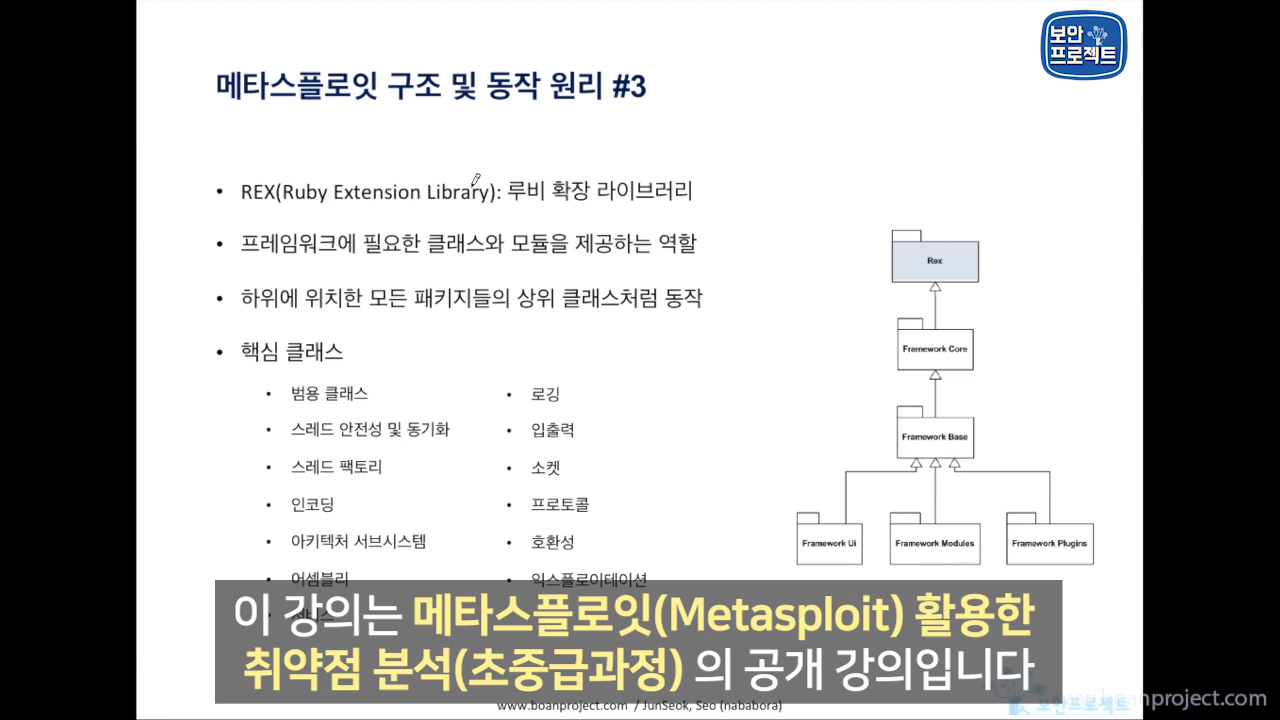 보안
프로젝트
메타스플로잇 구조 및 동작 원리 #3
• REX(Ruby Extension Library): 루비 확장 라이브러리
• 프레임워크에 필요한 클래스와 모듈을 제공하는 역할
• 하위에 위치한 모든 패키지들의 상위 클래스처럼 동작
• 핵심 클래스
• 범용 클래스
• 스레드 안전성 및 동기화
• 스레드 팩토리
• 인코딩
• 아키텍처 서브시스템
• 어셈블리
• 로깅
• 입출력
• 소켓
• 프로토콜
• 호환성
• 익스플로이테이션
Rex
Framework Core
Framework Base
Framework Ui
Framework Modules
Framework Plugins
이 강의는 메타스플로잇(Metasploit) 활용한
취약점 분석(초중급과정) 의 공개 강의입니다
www.boanproject.com / JunSeok, Seo (nababora)
보안프로젝트
www.boanproject.com